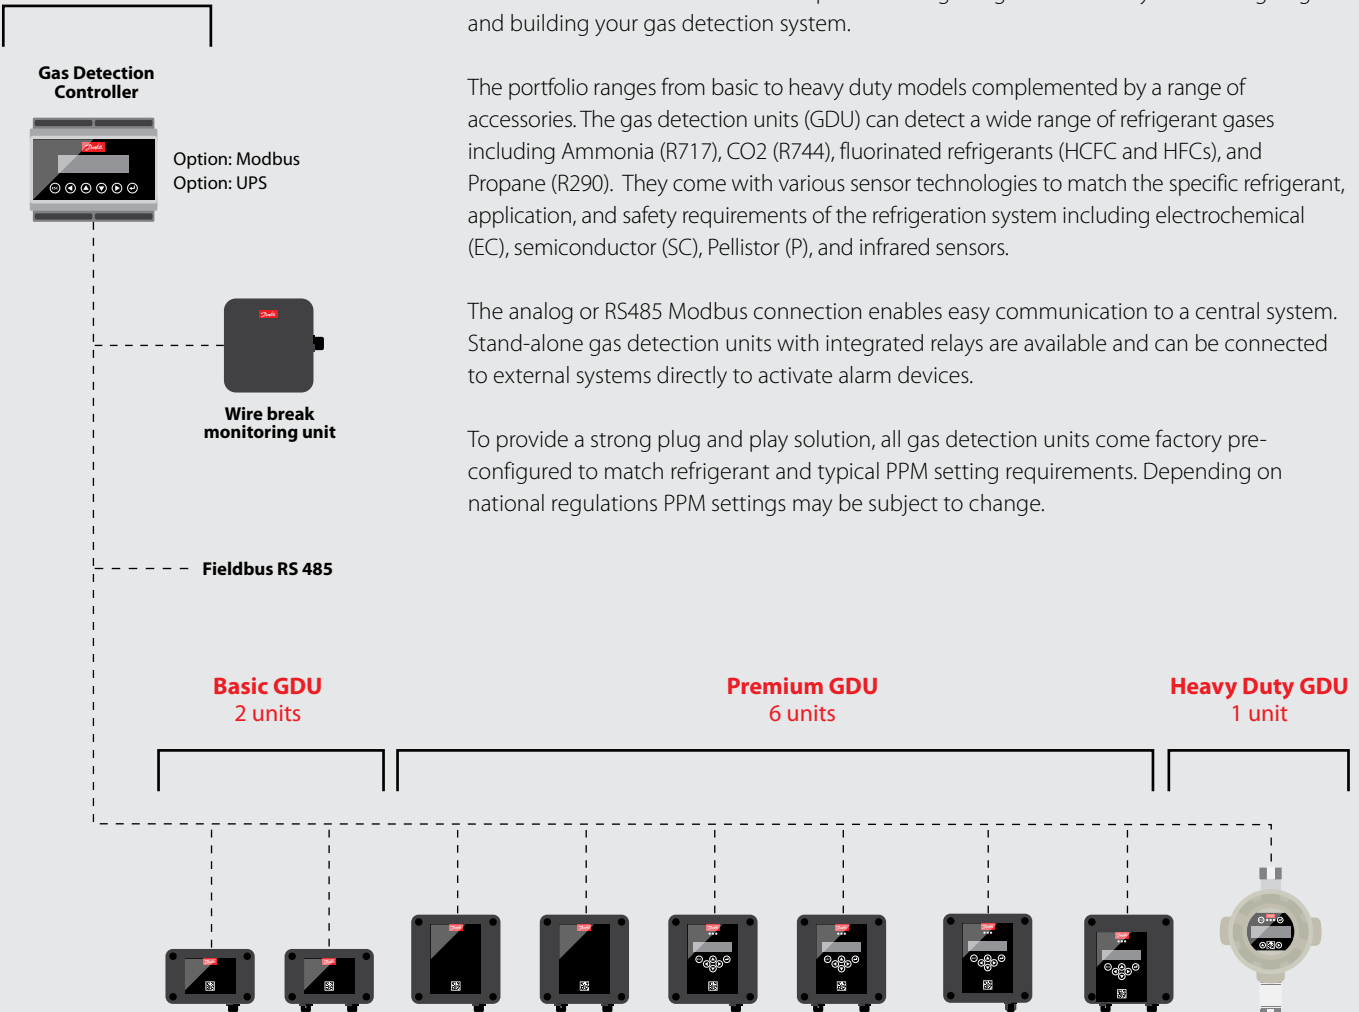 and building your gas detection system.
Gas Detection
Controller
Danfoss
Option: Modbus
Option: UPS
The portfolio ranges from basic to heavy duty models complemented by a range of
accessories. The gas detection units (GDU) can detect a wide range of refrigerant gases
including Ammonia (R717), CO2 (R744), fluorinated refrigerants (HCFC and HFCs), and
Propane (R290). They come with various sensor technologies to match the specific refrigerant,
application, and safety requirements of the refrigeration system including electrochemical
(EC), semiconductor (SC), Pellistor (P), and infrared sensors.
The analog or RS485 Modbus connection enables easy communication to a central system.
Stand-alone gas detection units with integrated relays are available and can be connected
to external systems directly to activate alarm devices.
Danfoss
Wire break
monitoring unit
To provide a strong plug and play solution, all gas detection units come factory pre-
configured to match refrigerant and typical PPM setting requirements. Depending on
national regulations PPM settings may be subject to change.
Fieldbus RS 485
Basic GDU
2 units
Premium GDU
6 units
Heavy Duty GDU
1 unit